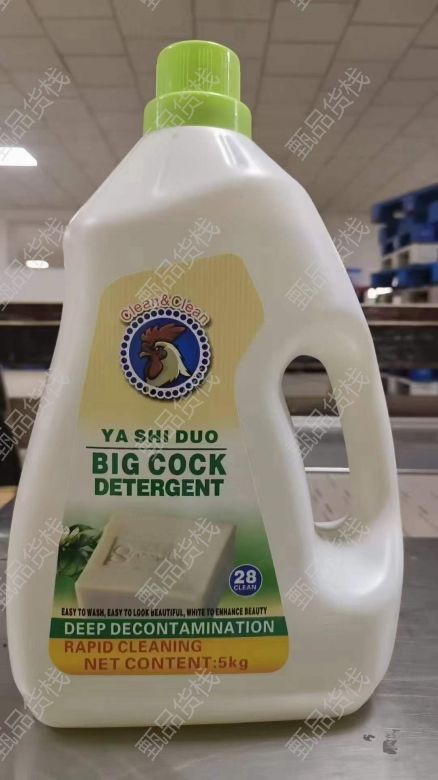 Clean&Clean
YA SHI DUO
BIG COCK
DETERGENT
28
CLEAN
EASY TO WASH, EASY TO LOOK BEAUTIFUL, WHITE TO ENHANCE BEAUTY
DEEP DECONTAMINATION
RAPID CLEANING
NET CONTENT:5kg
甄品货栈